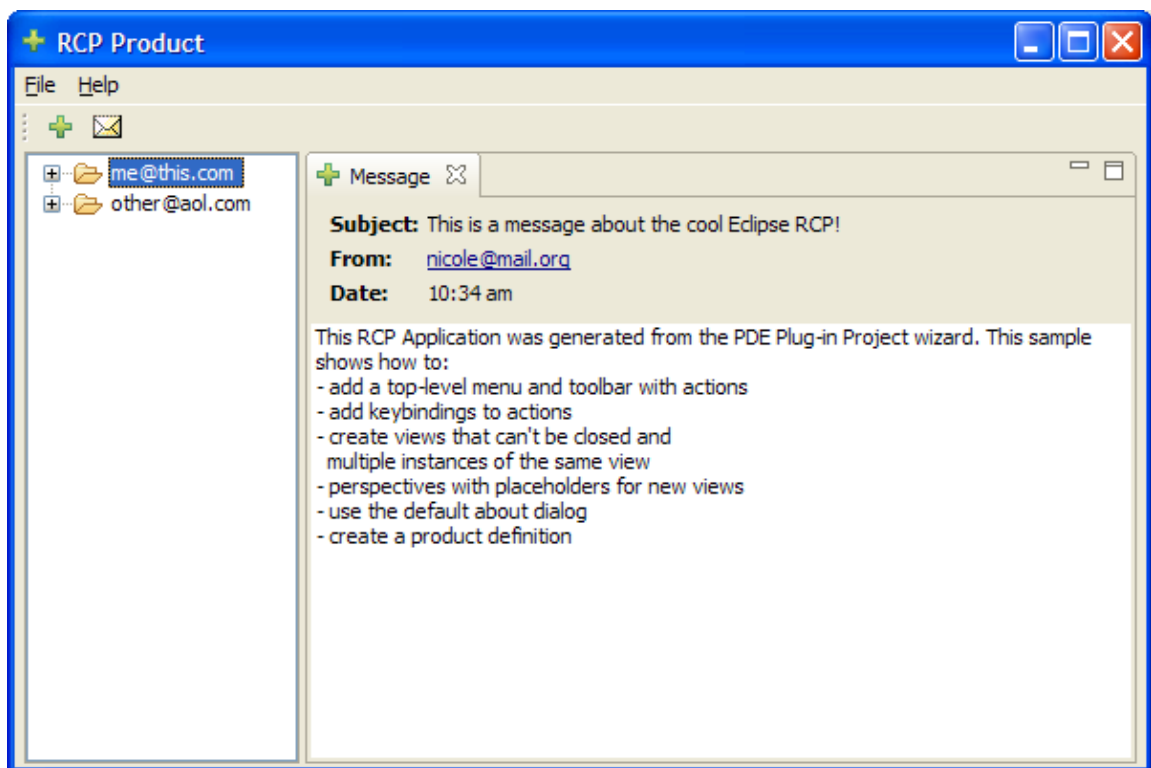 RCP Product
File Help
me@this.com
other@aol.com
Message
Subject: This is a message about the cool Eclipse RCP!
From: nicole@mail.org
Date: 10:34 am
This RCP Application was generated from the PDE Plug-in Project wizard. This sample
shows how to:
- add a top-level menu and toolbar with actions
- add keybindings to actions
- create views that can't be closed and
multiple instances of the same view
- perspectives with placeholders for new views
- use the default about dialog
- create a product definition